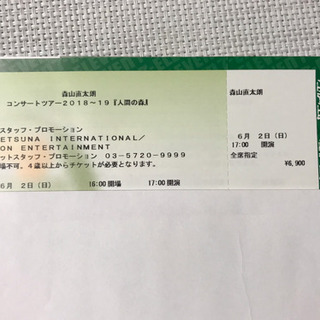 森山直太朗
コンサートツアー2018～19『人間の森』
ットスタッフ・プロモーション
ETSUNA INTERNATIONAL／
ON ENTERTAINMENT
ットスタッフ・プロモーション 03-5720-9999
場不可。4歳以上からチケットが必要となります。
6月 2日（日） 16:00開場 17:00 開演
森山直太朗
6月 2日（日）
17:00 開演
全席指定
¥6,900